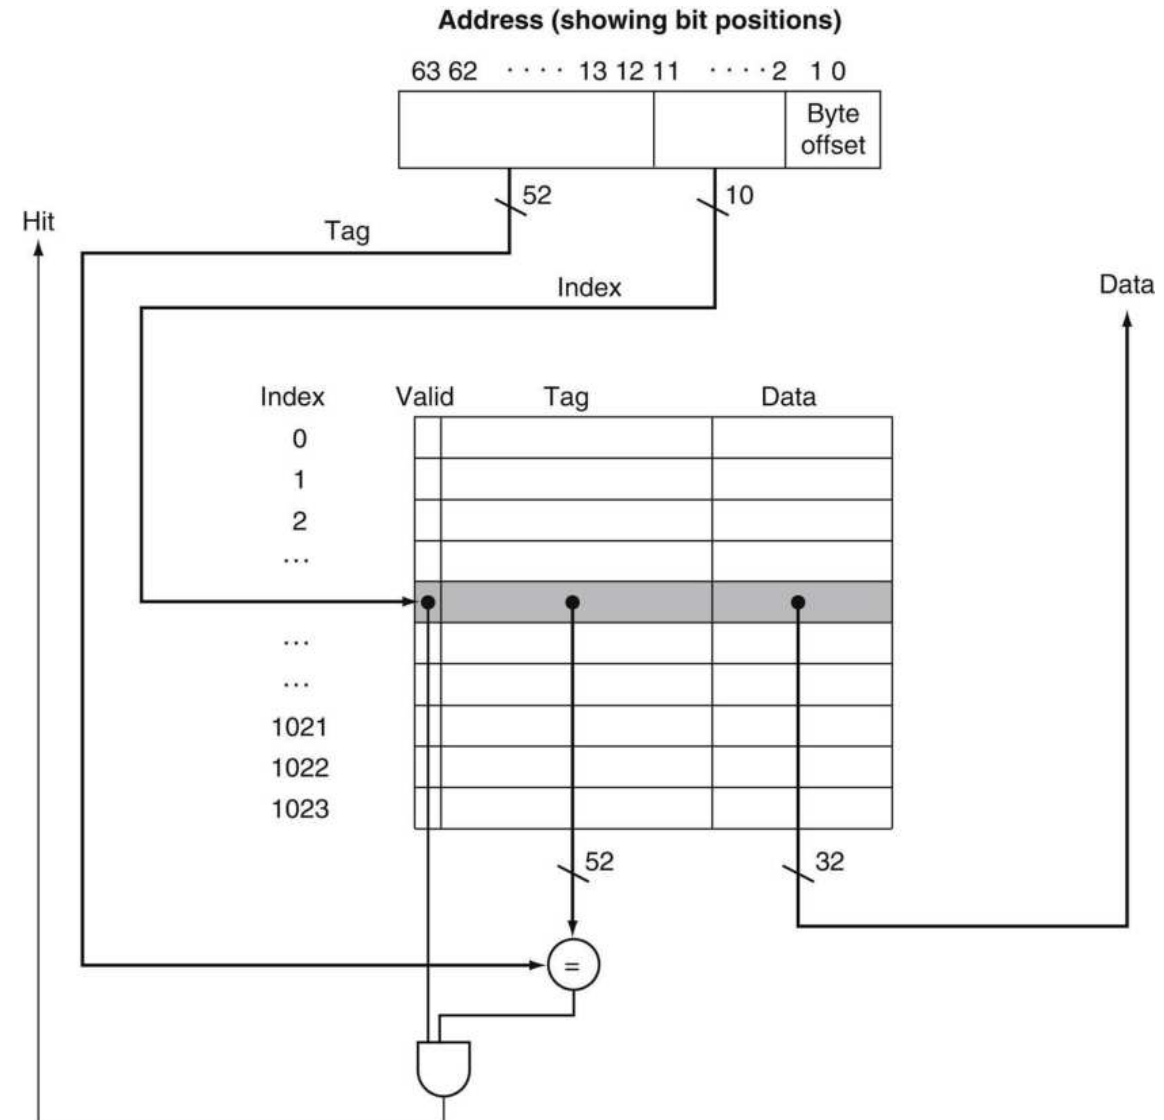 Address (showing bit positions)
63 62 · · · · 13 12 11 · · · · 2 1 0
Byte
offset
52 10
Hit
Tag
Data
Index
Index Valid Tag Data
0
1
2
...
...
...
1021
1022
1023
52 32
=